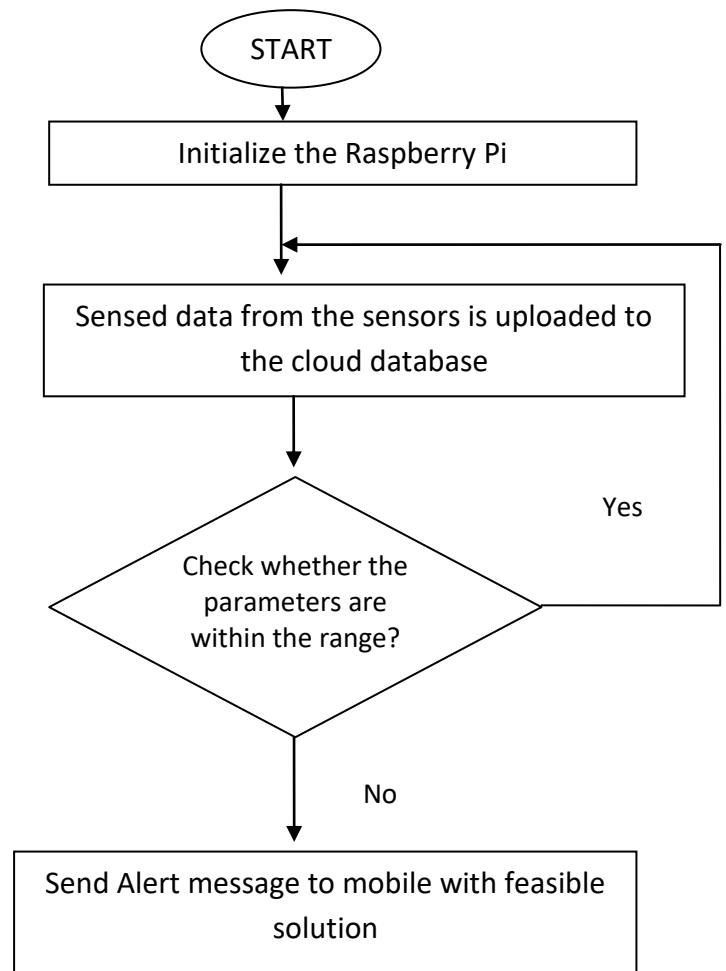 START
Initialize the Raspberry Pi
Sensed data from the sensors is uploaded to
the cloud database
Yes
Check whether the
parameters are
within the range?
No
Send Alert message to mobile with feasible
solution